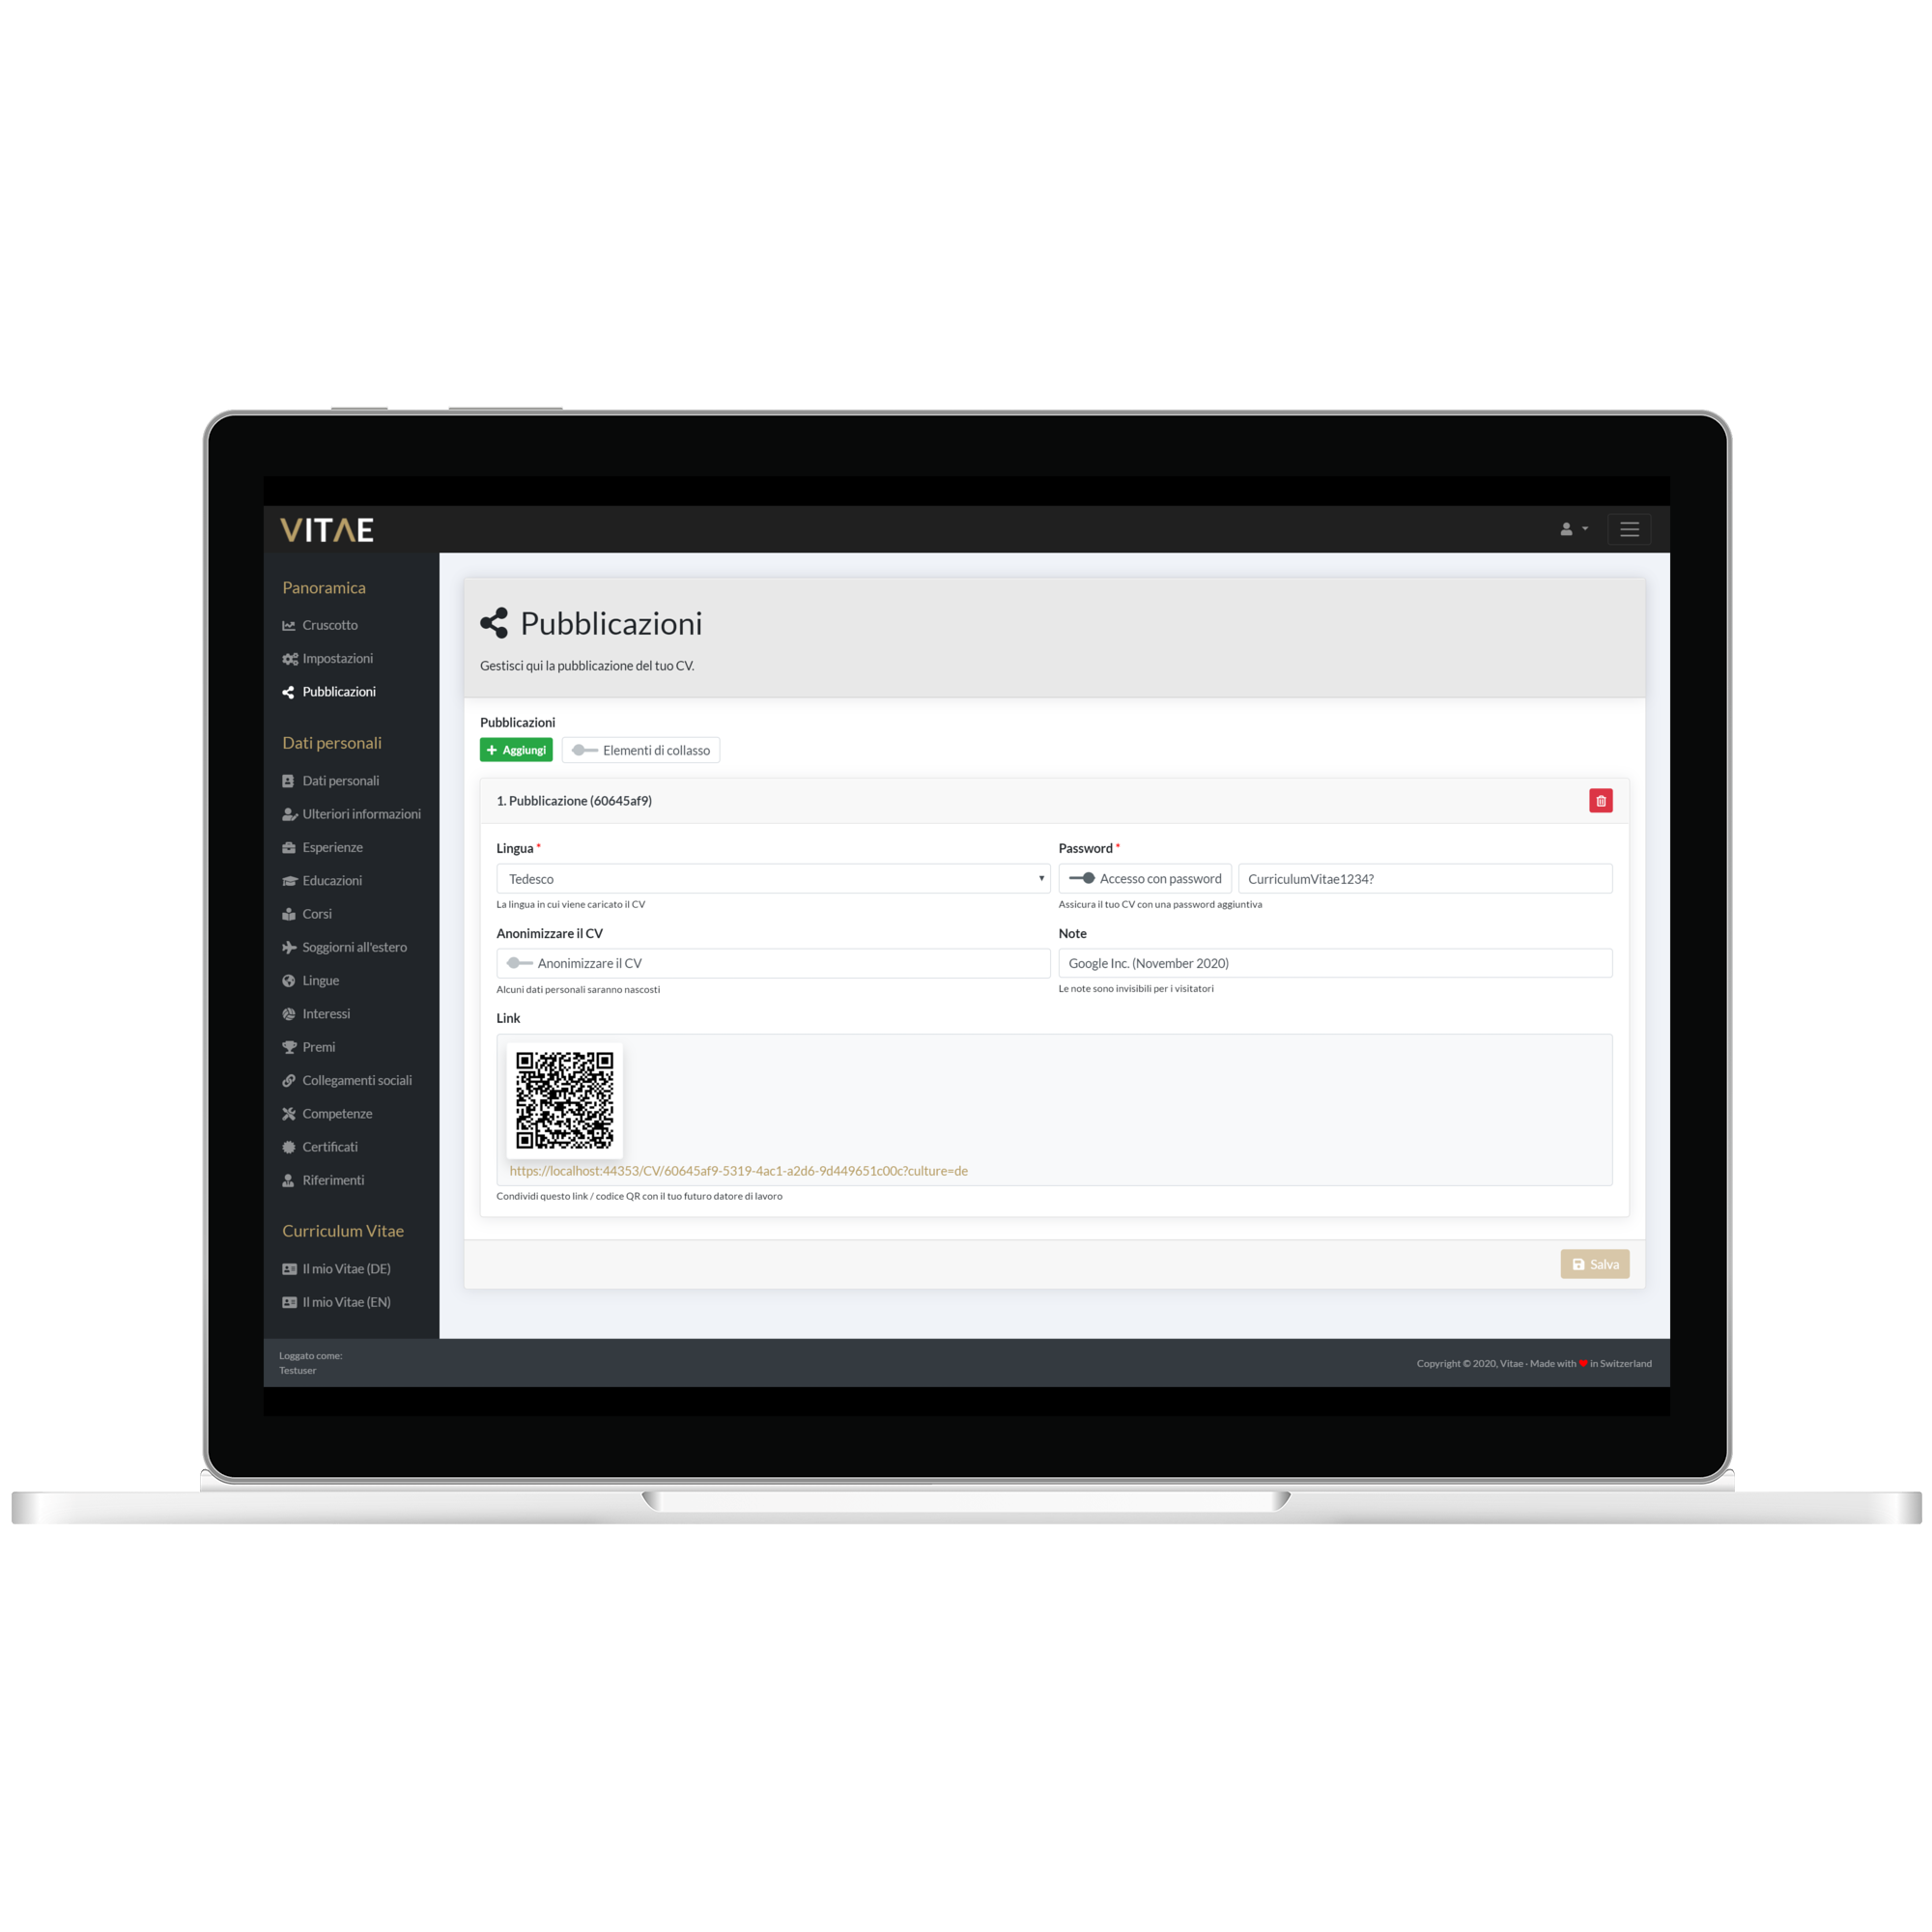 VITAE
Panoramica
Cruscotto
Impostazioni
Pubblicazioni
Dati personali
Dati personali
Ulteriori informazioni
Esperienze
Educazioni
Corsi
Soggiorni all'estero
Lingue
Interessi
Premi
Collegamenti sociali
Competenze
Certificati
Riferimenti
Curriculum Vitae
Il mio Vitae (DE)
Il mio Vitae (EN)
Pubblicazioni
Gestisci qui la pubblicazione del tuo CV.
Pubblicazioni
Aggiungi Elementi di collasso
1. Pubblicazione (60645af9)
Lingua * Password *
Tedesco Accesso con password CurriculumVitae1234?
La lingua in cui viene caricato il CV Assicura il tuo CV con una password aggiuntiva
Anonimizzare il CV Note
Anonimizzare il CV Google Inc. (November 2020)
Alcuni dati personali saranno nascosti Le note sono invisibili per i visitatori
Link
https://localhost:44353/CV/60645af9-5319-4ac1-a2d6-9d449651c00c?culture=de
Condividi questo link / codice QR con il tuo futuro datore di lavoro
Salva
Loggato come:
Testuser
Copyright © 2020, Vitae · Made with ♥ in Switzerland